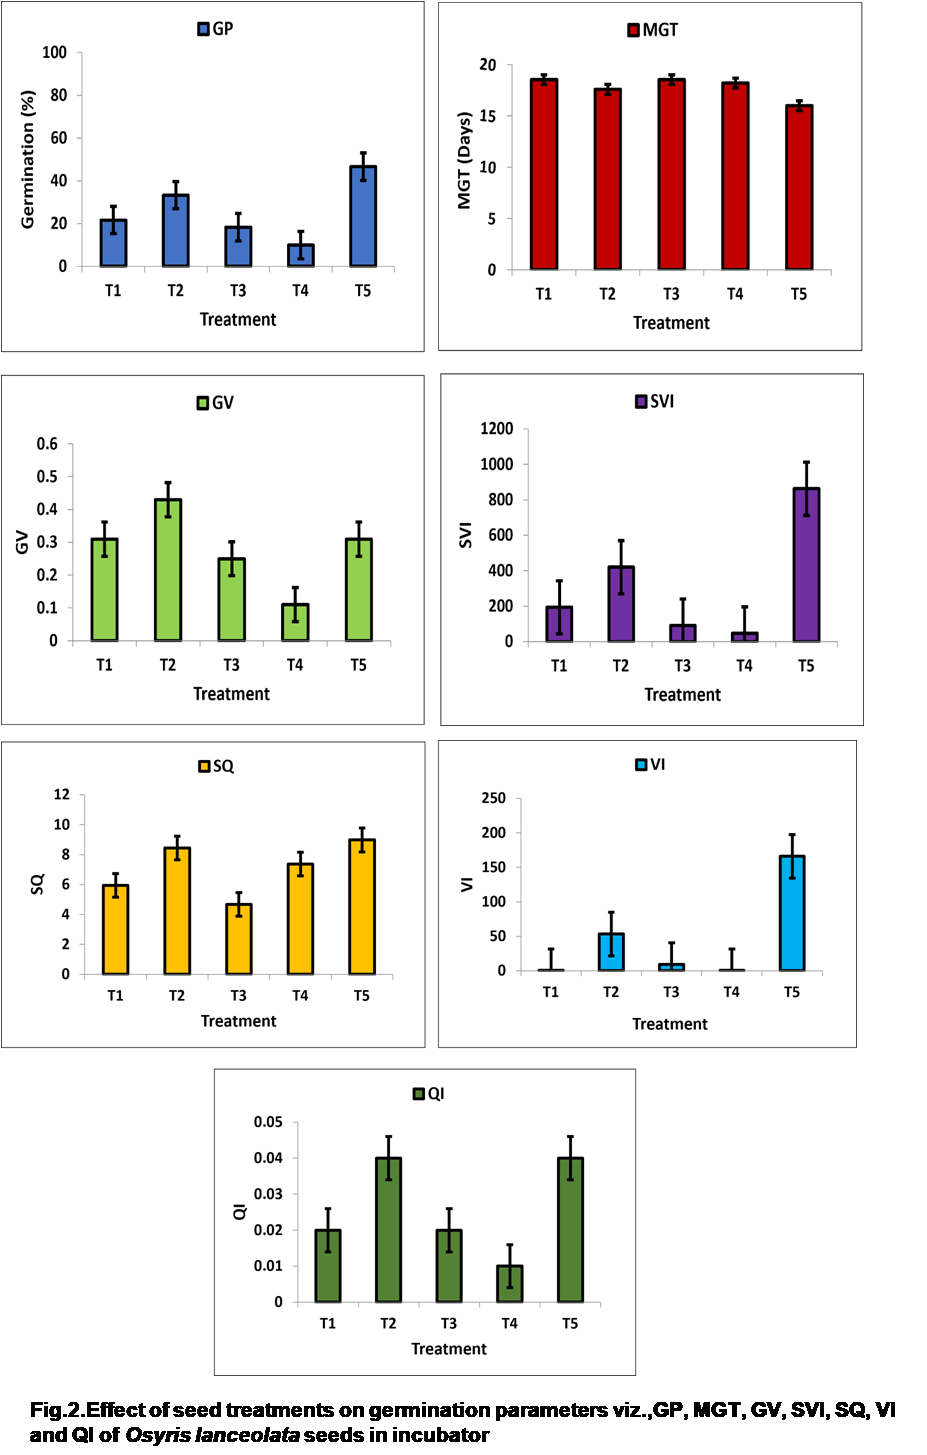 GP
100
80
60
40
20
0
Germination (%)
T1 T2 T3 T4 T5
Treatment
MGT
20
15
10
5
0
MGT (Days)
T1 T2 T3 T4 T5
Treatment
GV
0.6
0.5
0.4
0.3
0.2
0.1
0
GV
T1 T2 T3 T4 T5
Treatment
SVI
1200
1000
800
600
400
200
0
SVI
T1 T2 T3 T4 T5
Treatment
SQ
12
10
8
6
4
2
0
SQ
T1 T2 T3 T4 T5
Treatment
VI
250
200
150
100
50
0
VI
T1 T2 T3 T4 T5
Treatment
QI
0.05
0.04
0.03
0.02
0.01
0
QI
T1 T2 T3 T4 T5
Treatment
Fig.2.Effect of seed treatments on germination parameters viz.,GP, MGT, GV, SVI, SQ, VI
and QI of Osyris lanceolata seeds in incubator